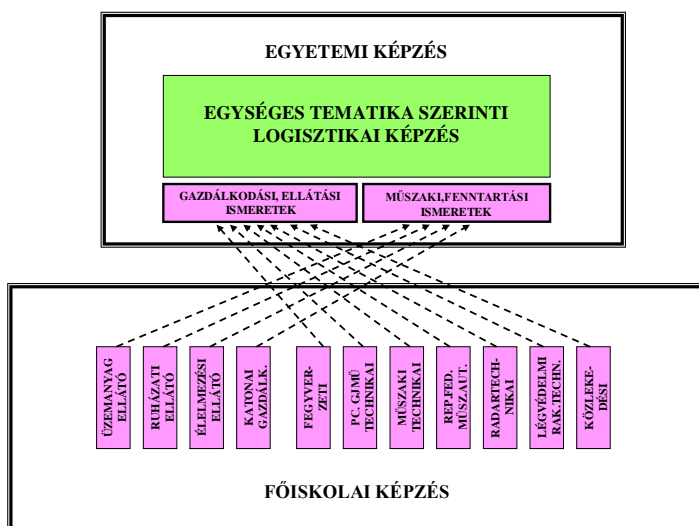 EGYETEMI KÉPZÉS
EGYSÉGES TEMATIKA SZERINTI
LOGISZTIKAI KÉPZÉS
GAZDÁLKODÁSI, ELLÁTÁSI
ISMERETEK
MŰSZAKI,FENNTARTÁSI
ISMERETEK
ÜZEMANYAG
ELLÁTÓ
RUHÁZATI
ELLÁTÓ
ÉLELMEZÉSI
ELLÁTÓ
KATONAI
GAZDÁLK.
FEGYVER-
ZETI
PC. GJMŰ
TECHNIKAI
MŰSZAKI
TECHNIKAI
REP.FED.
MŰSZ.AUT.
RADARTECH-
NIKAI
LÉGVÉDELMI
RAK.TECHN.
KÖZLEKE-
DÉSI
FŐISKOLAI KÉPZÉS